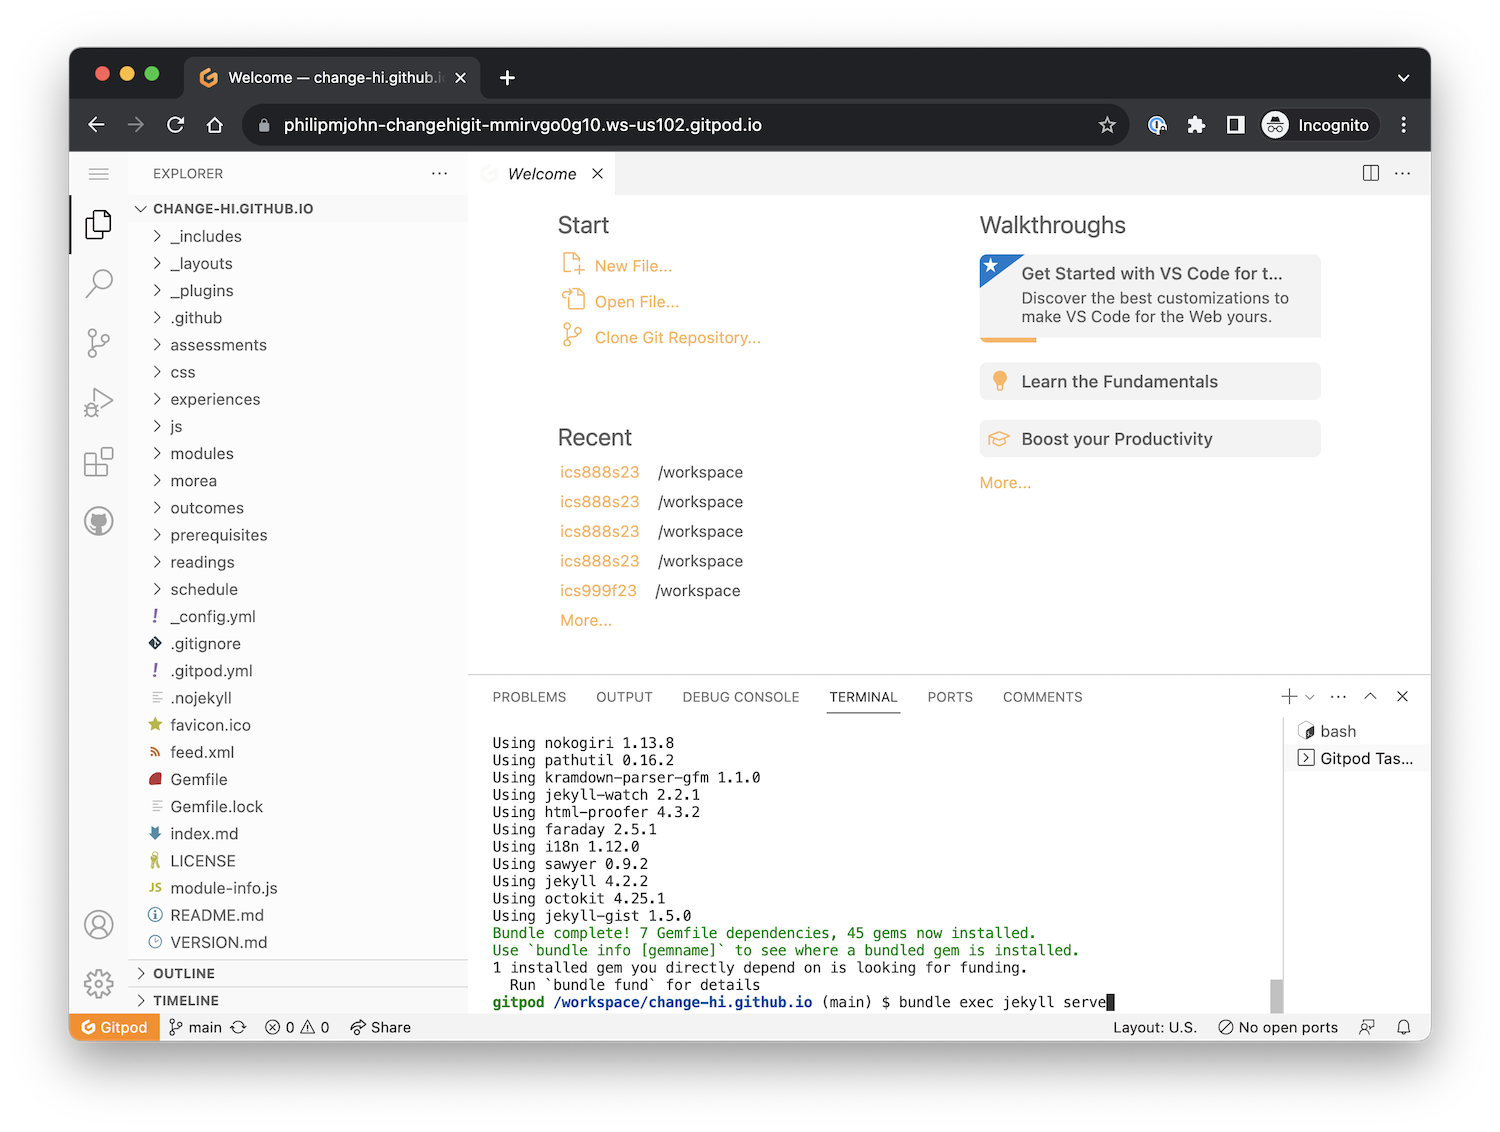 Welcome — change-hi.github.i
philipmjohn-changehigit-mmirvgo0g10.ws-us102.gitpod.io
Incognito
EXPLORER
CHANGE-HI.GITHUB.IO
_includes
_layouts
_plugins
.github
assessments
css
experiences
js
modules
morea
outcomes
prerequisites
readings
schedule
! _config.yml
.gitignore
! .gitpod.yml
.nojekyll
favicon.ico
feed.xml
Gemfile
Gemfile.lock
index.md
LICENSE
JS module-info.js
README.md
VERSION.md
OUTLINE
TIMELINE
Welcome
Start
New File...
Open File...
Clone Git Repository...
Recent
ics888s23 /workspace
ics888s23 /workspace
ics888s23 /workspace
ics888s23 /workspace
ics999f23 /workspace
More...
Walkthroughs
Get Started with VS Code for t...
Discover the best customizations to
make VS Code for the Web yours.
Learn the Fundamentals
Boost your Productivity
More...
PROBLEMS OUTPUT DEBUG CONSOLE TERMINAL PORTS COMMENTS
Using nokogiri 1.13.8
Using pathutil 0.16.2
Using kramdown-parser-gfm 1.1.0
Using jekyll-watch 2.2.1
Using html-proofer 4.3.2
Using faraday 2.5.1
Using i18n 1.12.0
Using sawyer 0.9.2
Using jekyll 4.2.2
Using octokit 4.25.1
Using jekyll-gist 1.5.0
Bundle complete! 7 Gemfile dependencies, 45 gems now installed.
Use `bundle info [gemname]` to see where a bundled gem is installed.
1 installed gem you directly depend on is looking for funding.
Run `bundle fund` for details
gitpod /workspace/change-hi.github.io (main) $ bundle exec jekyll serve
bash
Gitpod Tas...
Gitpod main 0 0 Share
Layout: U.S. No open ports